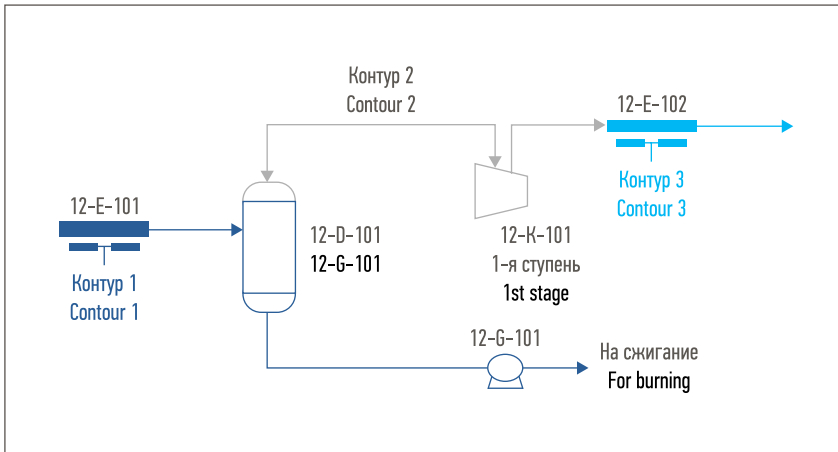 Контур 2
Contour 2
12-E-102
Контур 3
Contour 3
12-E-101
Контур 1
Contour 1
12-D-101
12-G-101
12-K-101
1-я ступень
1st stage
12-G-101
На сжигание
For burning